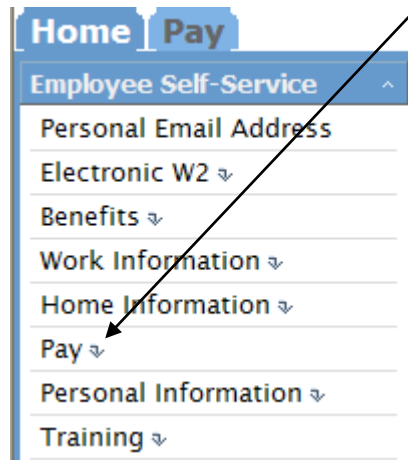 Home Pay
Employee Self-Service
Personal Email Address
Electronic W2
Benefits
Work Information
Home Information
Pay
Personal Information
Training